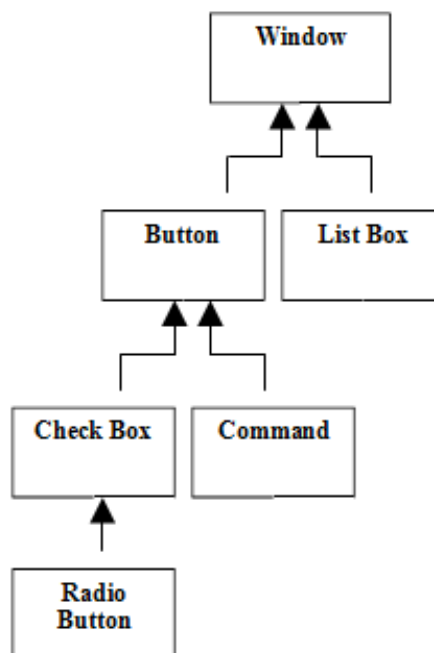 Window
Button
List Box
Check Box
Command
Radio
Button